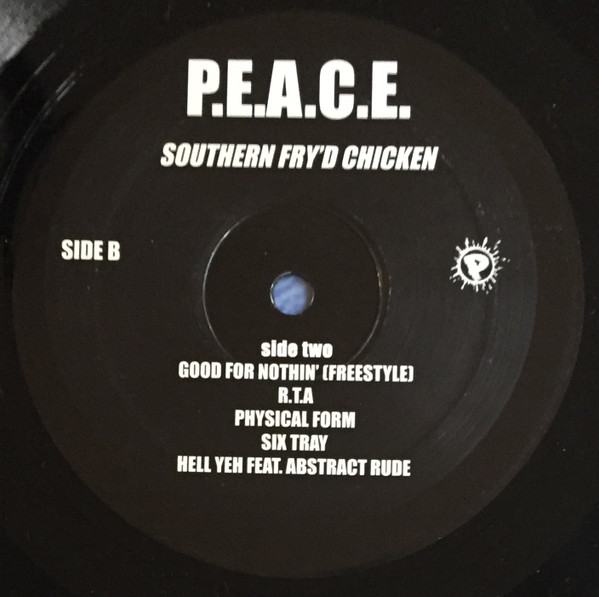 P.E.A.C.E.
SOUTHERN FRY'D CHICKEN
SIDE B
P
side two
GOOD FOR NOTHIN' (FREESTYLE)
R.T.A
PHYSICAL FORM
SIX TRAY
HELL YEH FEAT. ABSTRACT RUDE